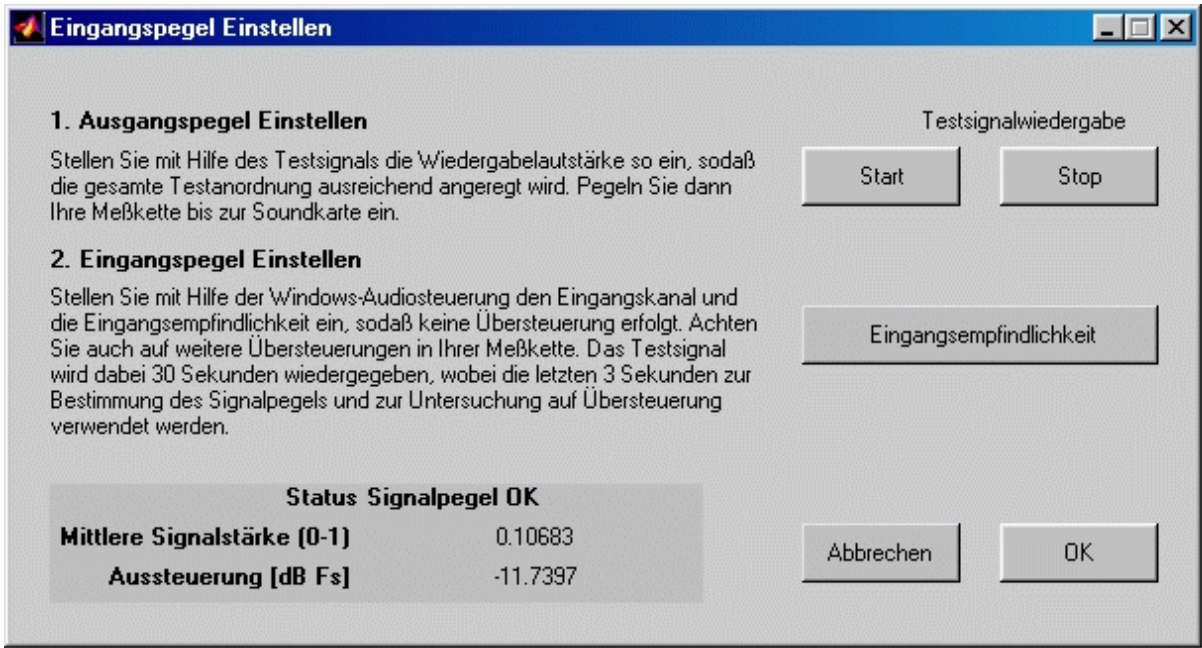 Eingangspegel Einstellen
1. Ausgangspegel Einstellen
Testsignalwiedergabe
Stellen Sie mit Hilfe des Testsignals die Wiedergabelautstärke so ein, sodaß
die gesamte Testanordnung ausreichend angeregt wird. Pegeln Sie dann
Ihre Meßkette bis zur Soundkarte ein.
Start
Stop
2. Eingangspegel Einstellen
Stellen Sie mit Hilfe der Windows-Audiosteuerung den Eingangskanal und
die Eingangsempfindlichkeit ein, sodaß keine Übersteuerung erfolgt. Achten
Sie auch auf weitere Übersteuerungen in Ihrer Meßkette. Das Testsignal
wird dabei 30 Sekunden wiedergegeben, wobei die letzten 3 Sekunden zur
Bestimmung des Signalpegels und zur Untersuchung auf Übersteuerung
verwendet werden.
Eingangsempfindlichkeit
Status Signalpegel OK
Mittlere Signalstärke (0-1) 0.10683
Aussteuerung [dB Fs] -11.7397
Abbrechen
OK